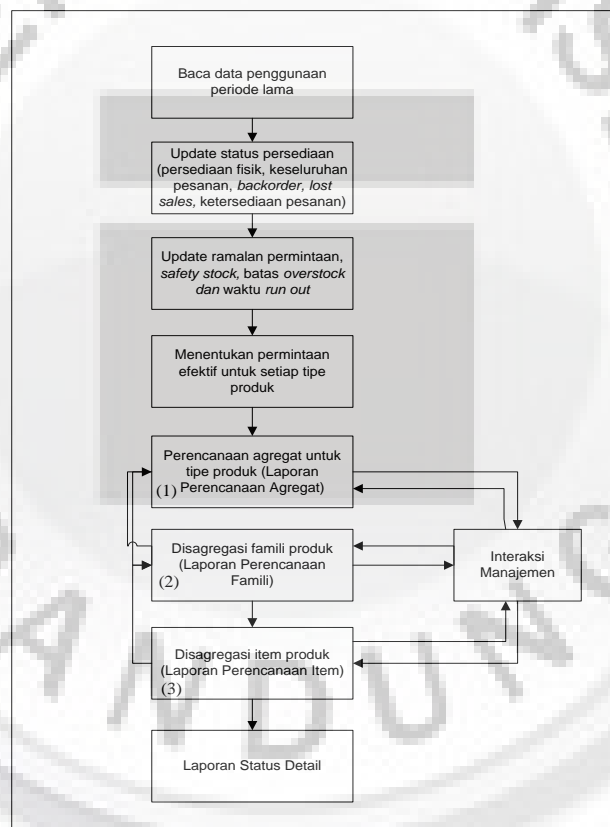 Baca data penggunaan
periode lama
Update status persediaan
(persediaan fisik, keseluruhan
pesanan, backorder, lost
sales, ketersediaan pesanan)
Update ramalan permintaan,
safety stock, batas overstock
dan waktu run out
Menentukan permintaan
efektif untuk setiap tipe
produk
Perencanaan agregat untuk
tipe produk (Laporan
(1) Perencanaan Agregat)
Disagregasi famili produk
(Laporan Perencanaan
(2) Famili)
Interaksi
Manajemen
Disagregasi item produk
(Laporan Perencanaan Item)
(3)
Laporan Status Detail
ANDUNG